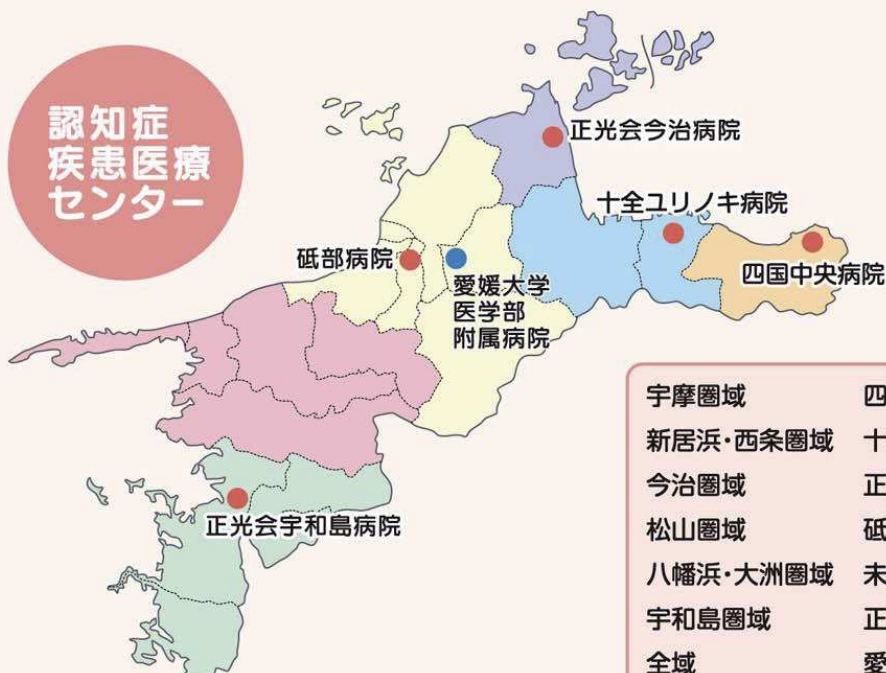 認知症
疾患医療
センター
正光会今治病院
十全ユリノキ病院
砥部病院
愛媛大学
医学部
附属病院
四国中央病院
正光会宇和島病院
宇摩圏域 四
新居浜・西条圏域 十
今治圏域 正
松山圏域 砥
八幡浜・大洲圏域 未
宇和島圏域 正
全域 愛